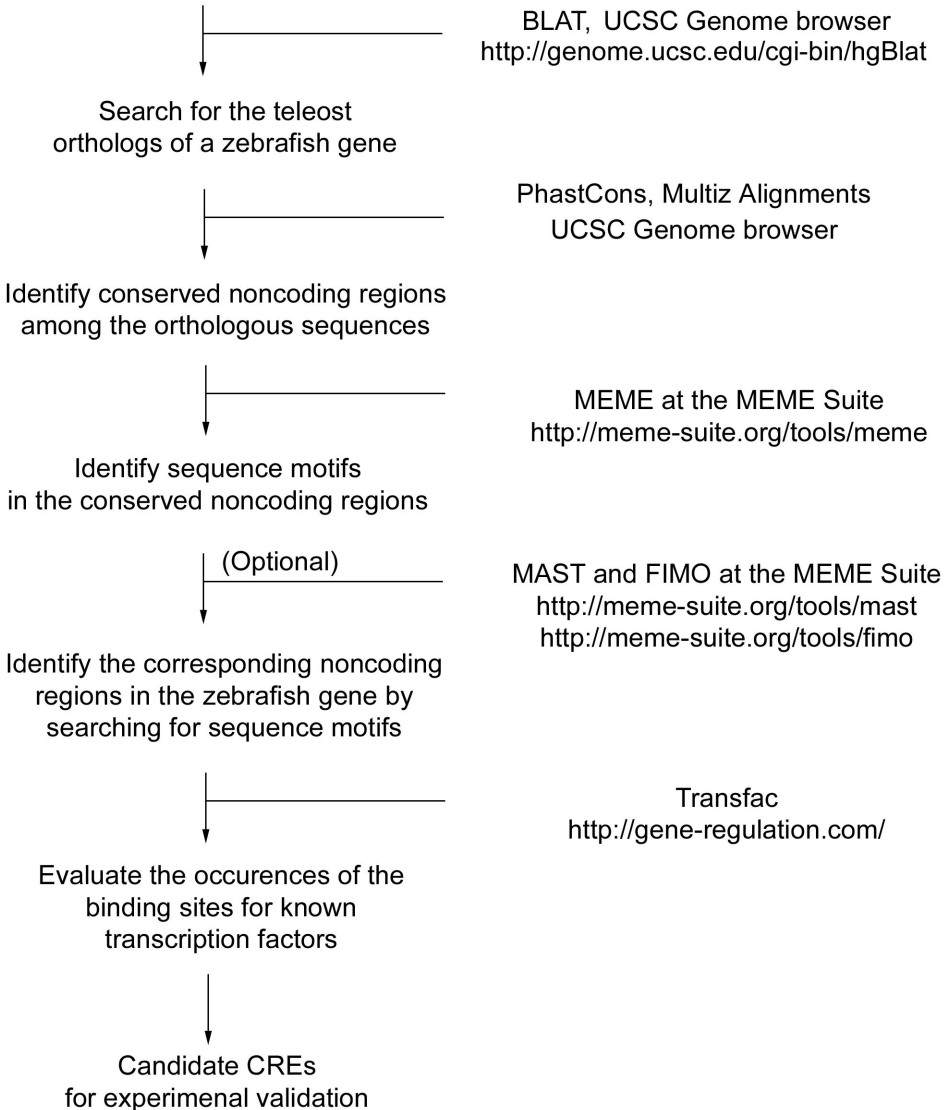 BLAT, UCSC Genome browser
http://genome.ucsc.edu/cgi-bin/hgBlat
Search for the teleost
orthologs of a zebrafish gene
PhastCons, Multiz Alignments
UCSC Genome browser
Identify conserved noncoding regions
among the orthologous sequences
MEME at the MEME Suite
http://meme-suite.org/tools/meme
Identify sequence motifs
in the conserved noncoding regions
(Optional)
MAST and FIMO at the MEME Suite
http://meme-suite.org/tools/mast
http://meme-suite.org/tools/fimo
Identify the corresponding noncoding
regions in the zebrafish gene by
searching for sequence motifs
Transfac
http://gene-regulation.com/
Evaluate the occurences of the
binding sites for known
transcription factors
Candidate CREs
for experimenal validation